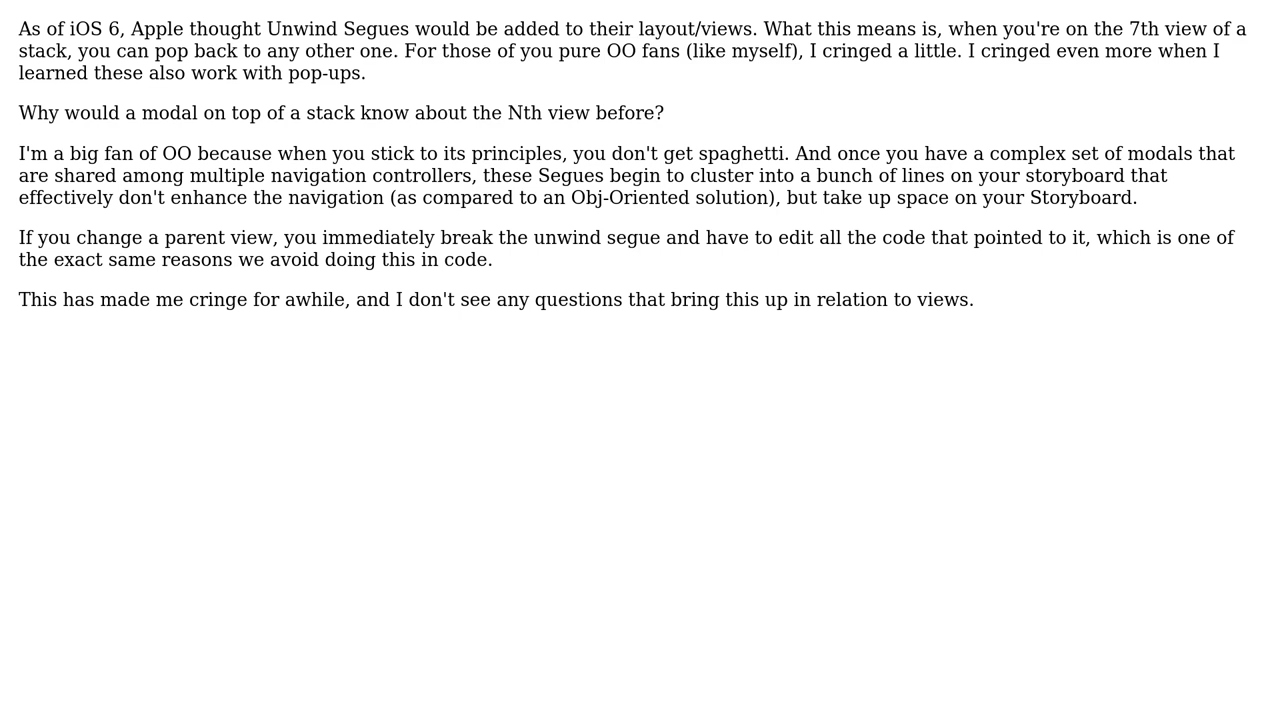 As of iOS 6, Apple thought Unwind Segues would be added to their layout/views. What this means is, when you're on the 7th view of a
stack, you can pop back to any other one. For those of you pure OO fans (like myself), I cringed a little. I cringed even more when I
learned these also work with pop-ups.
Why would a modal on top of a stack know about the Nth view before?
I'm a big fan of OO because when you stick to its principles, you don't get spaghetti. And once you have a complex set of modals that
are shared among multiple navigation controllers, these Segues begin to cluster into a bunch of lines on your storyboard that
effectively don't enhance the navigation (as compared to an Obj-Oriented solution), but take up space on your Storyboard.
If you change a parent view, you immediately break the unwind segue and have to edit all the code that pointed to it, which is one of
the exact same reasons we avoid doing this in code.
This has made me cringe for awhile, and I don't see any questions that bring this up in relation to views.